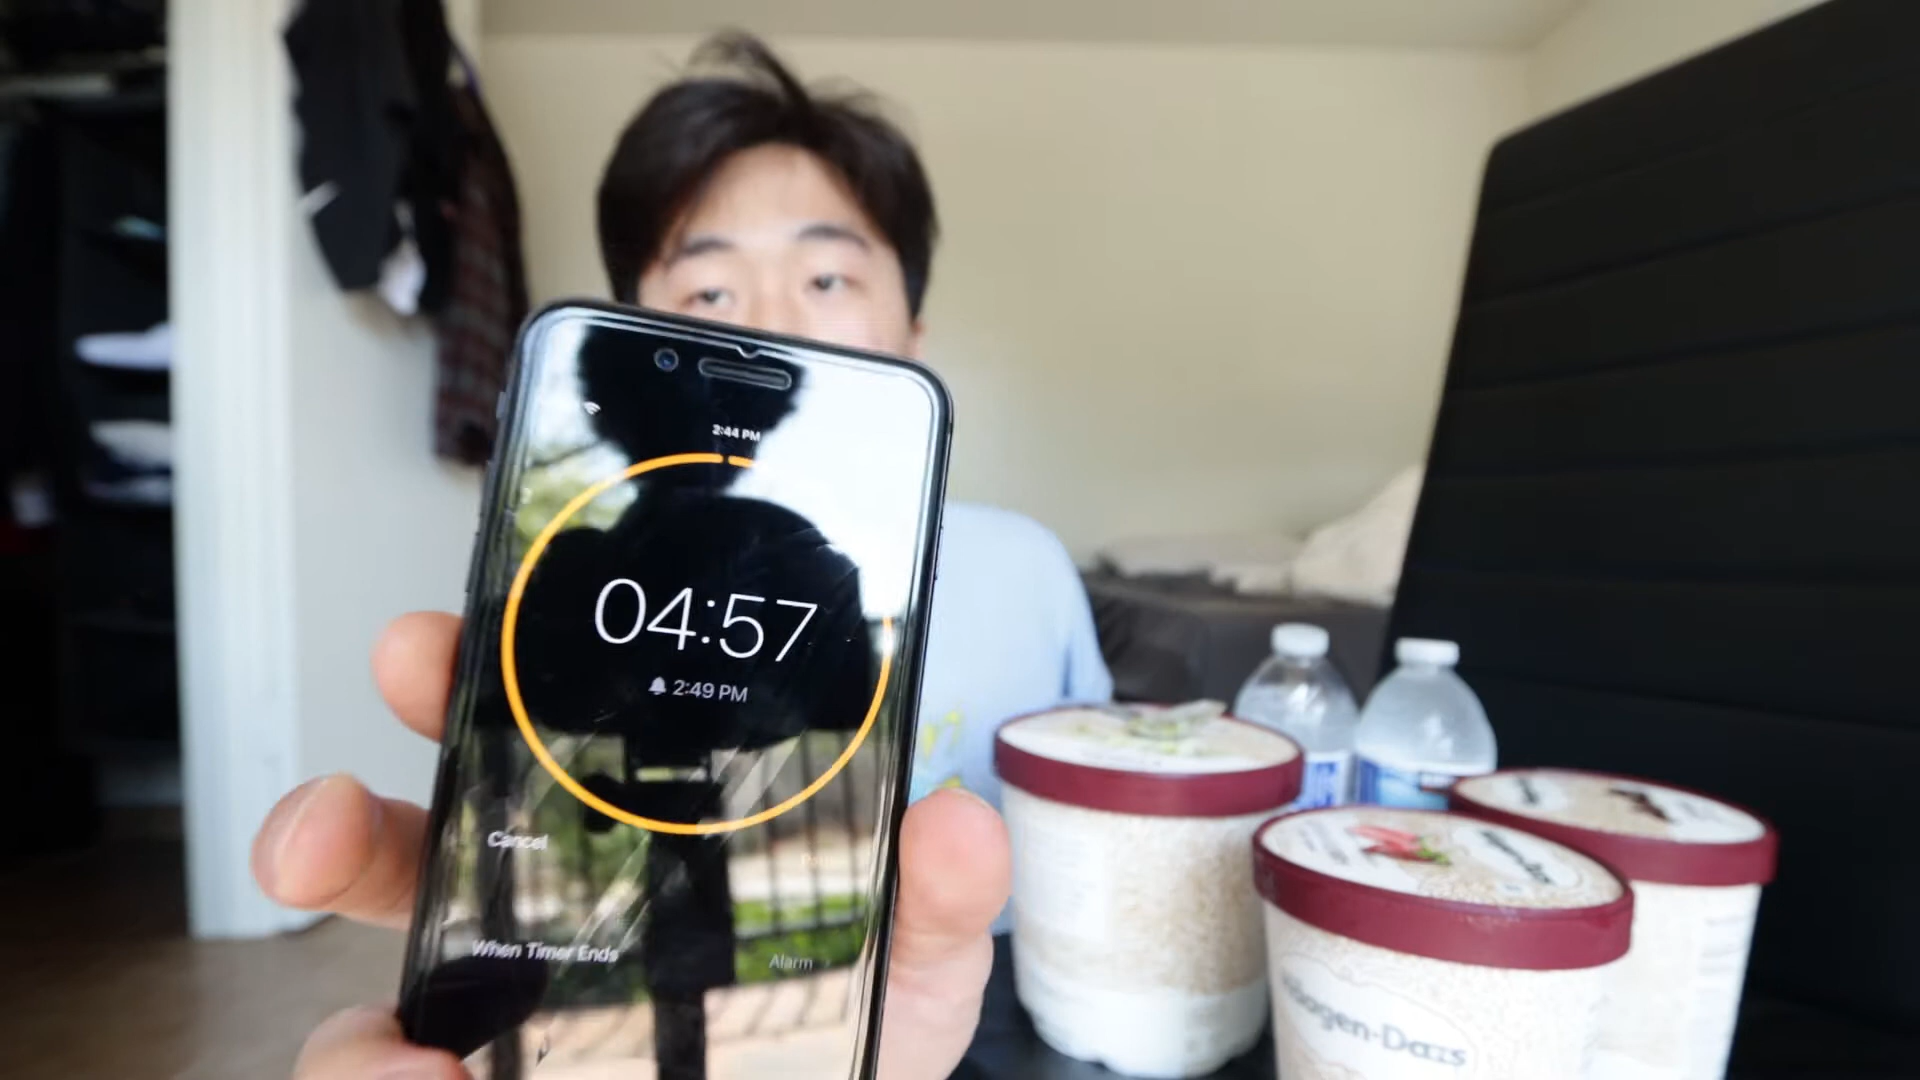 2:44 PM
04:57
2:49 PM
Cancel
When Timer Ends
Alarm
Häagen-Dazs